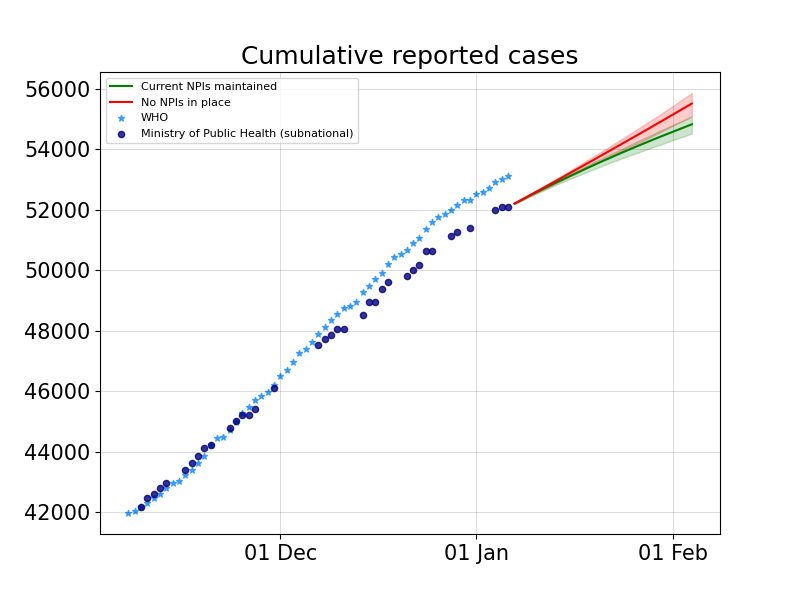 Cumulative reported cases
Current NPIs maintained
No NPIs in place
WHO
Ministry of Public Health (subnational)
56000
54000
52000
50000
48000
46000
44000
42000
01 Dec
01 Jan
01 Feb